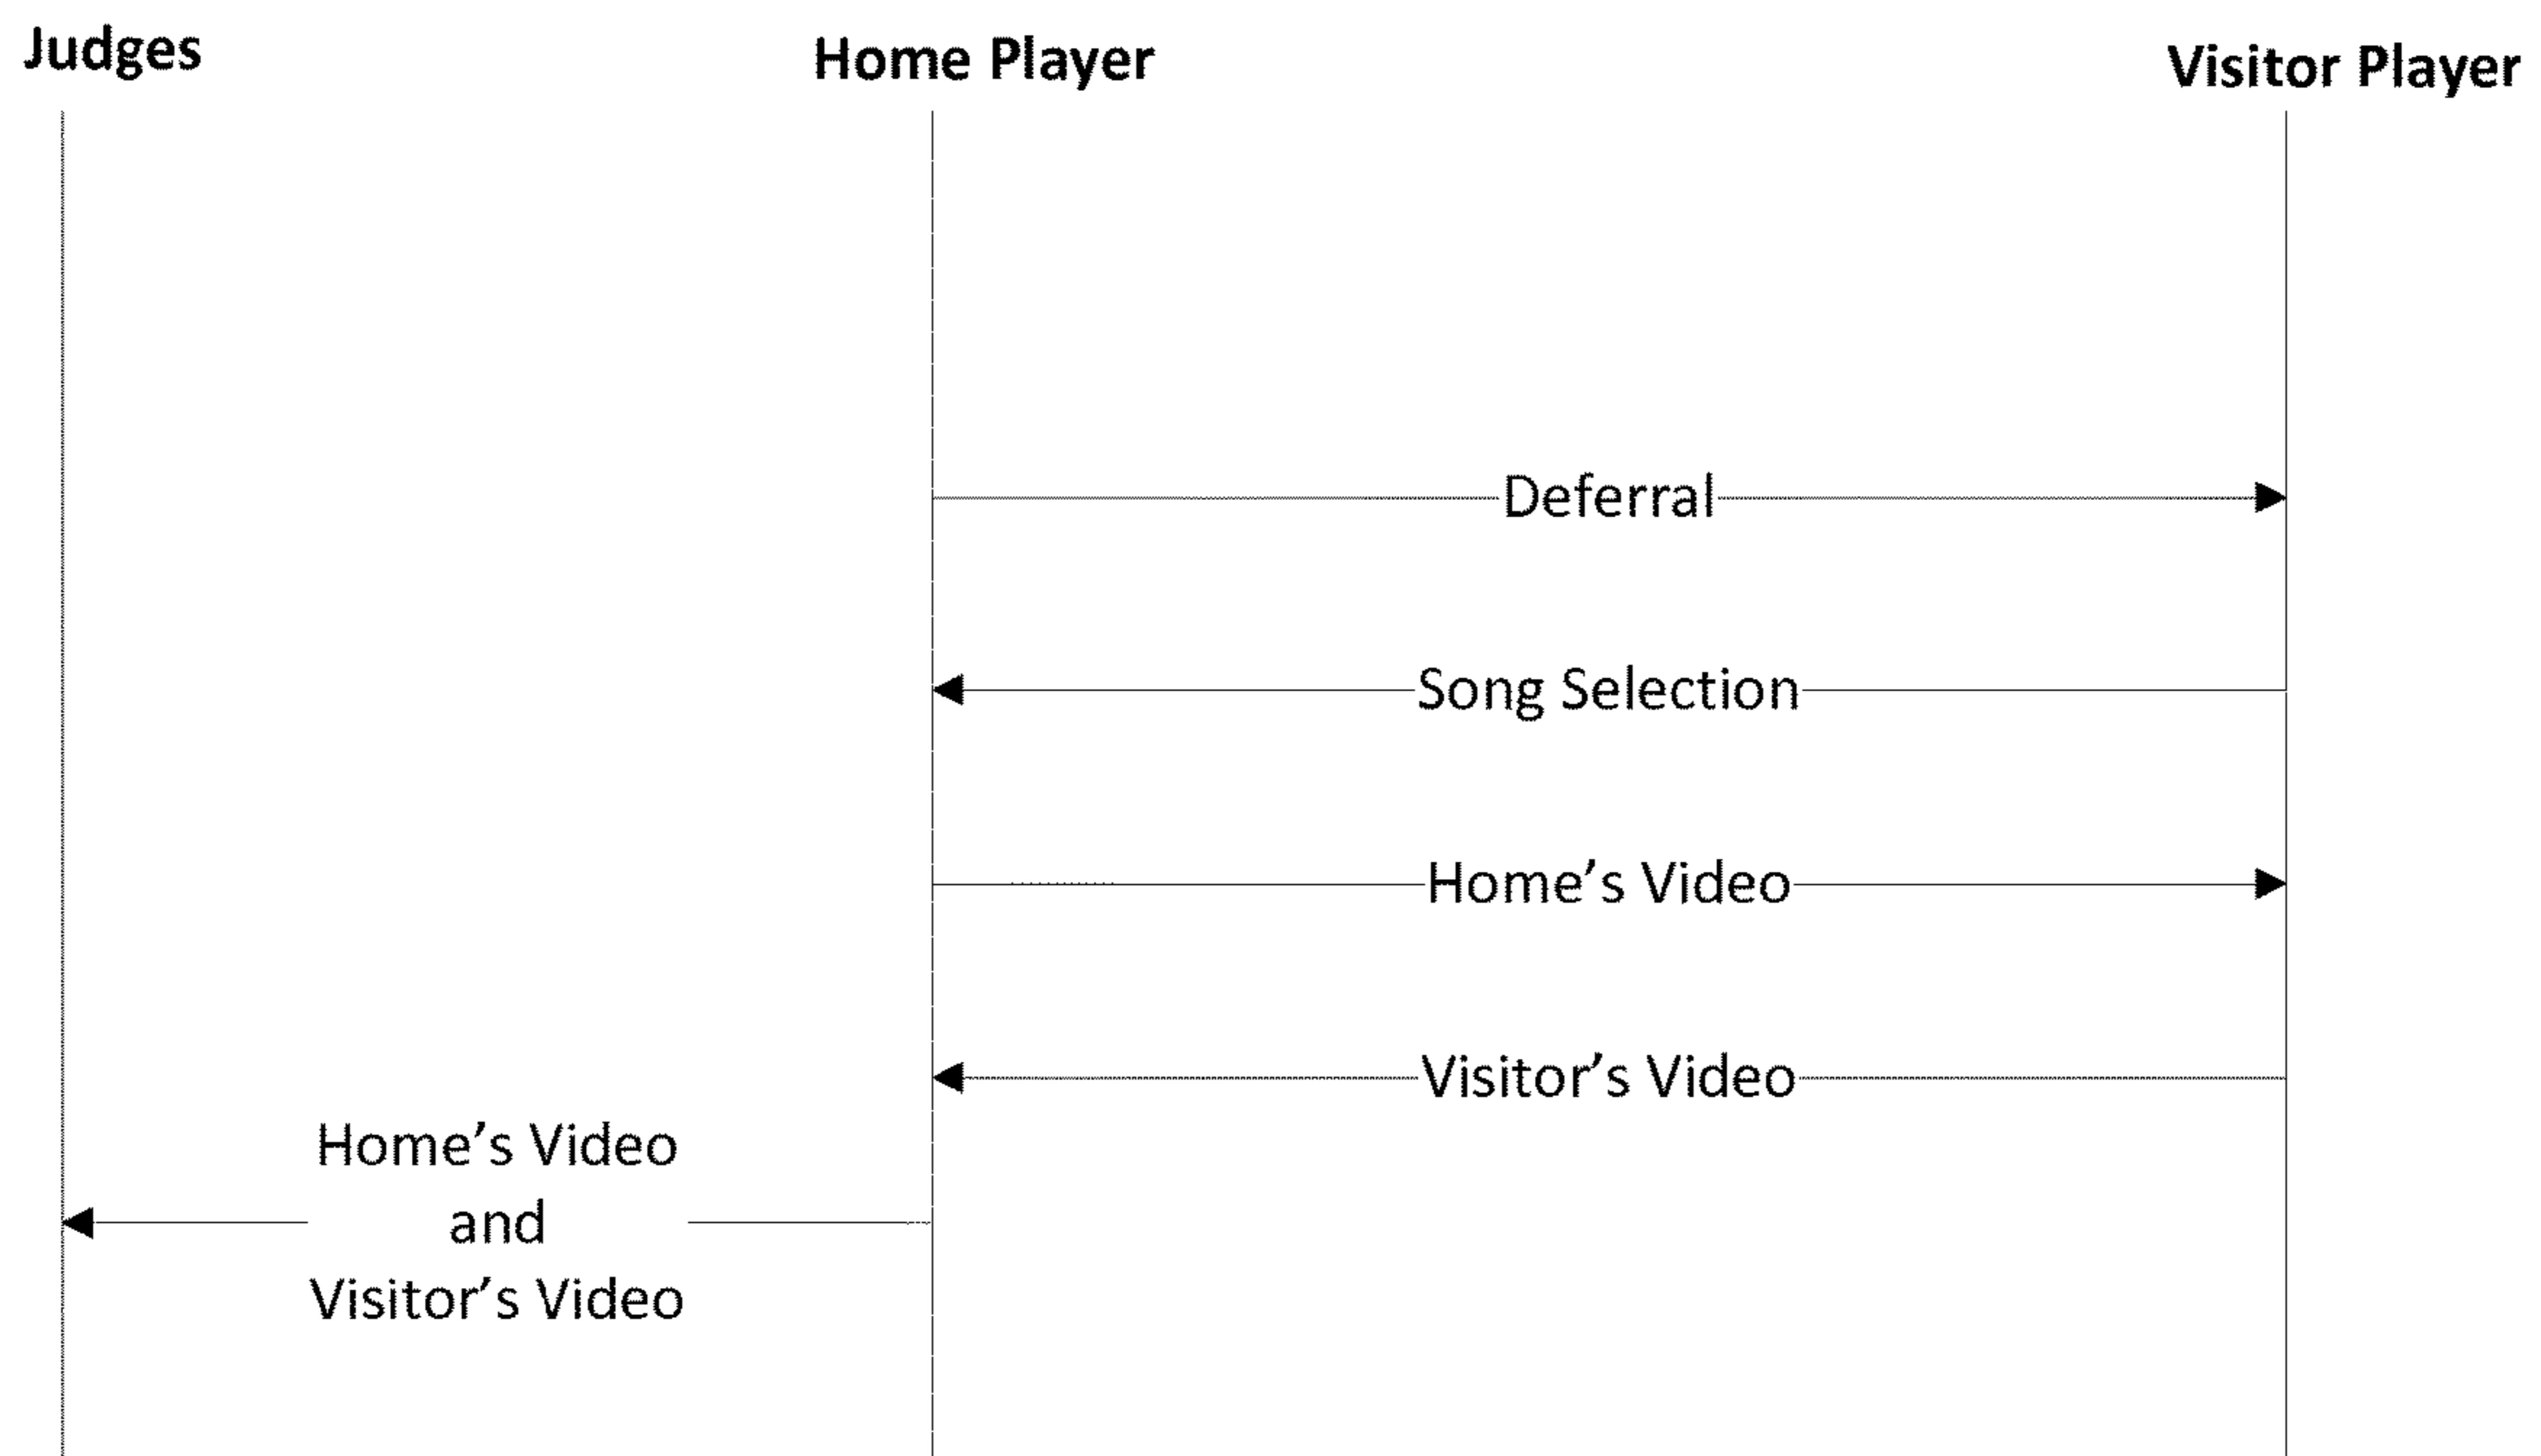 Judges
Home Player
Visitor Player
Deferral
Song Selection
Home’s Video
Visitor’s Video
Home’s Video
and
Visitor’s Video